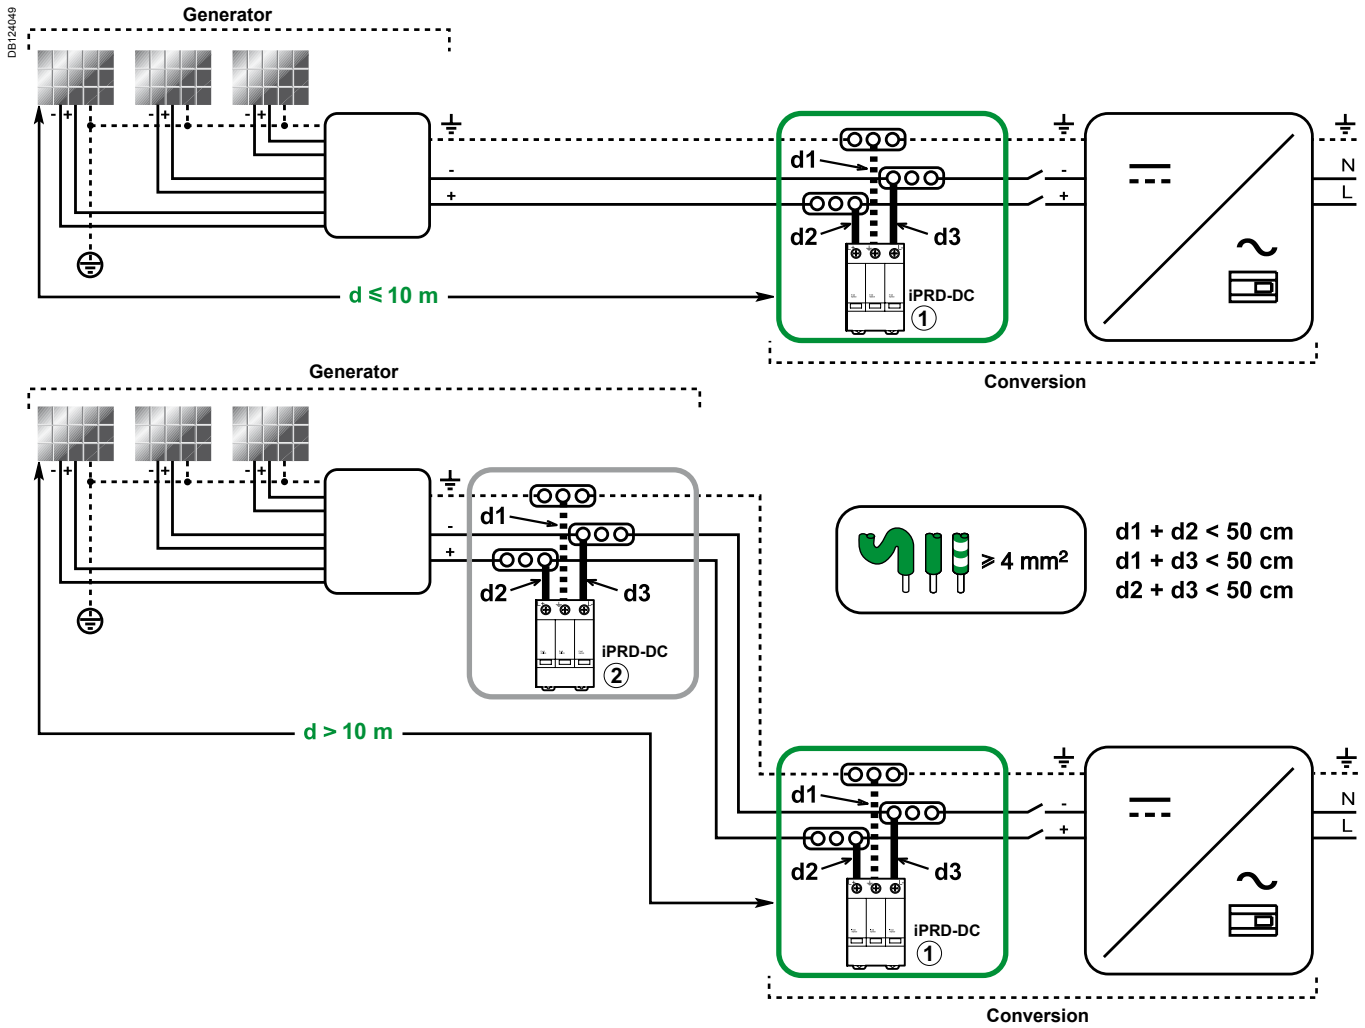 DB124049
Generator
- +
- +
- +
-
+
d1
d2
d3
iPRD-DC
1
-
+
N
L
d ≤ 10 m
Conversion
Generator
- +
- +
- +
-
+
d1
d2
d3
iPRD-DC
2
≥ 4 mm²
d1 + d2 < 50 cm
d1 + d3 < 50 cm
d2 + d3 < 50 cm
d > 10 m
d1
d2
d3
iPRD-DC
1
-
+
N
L
Conversion